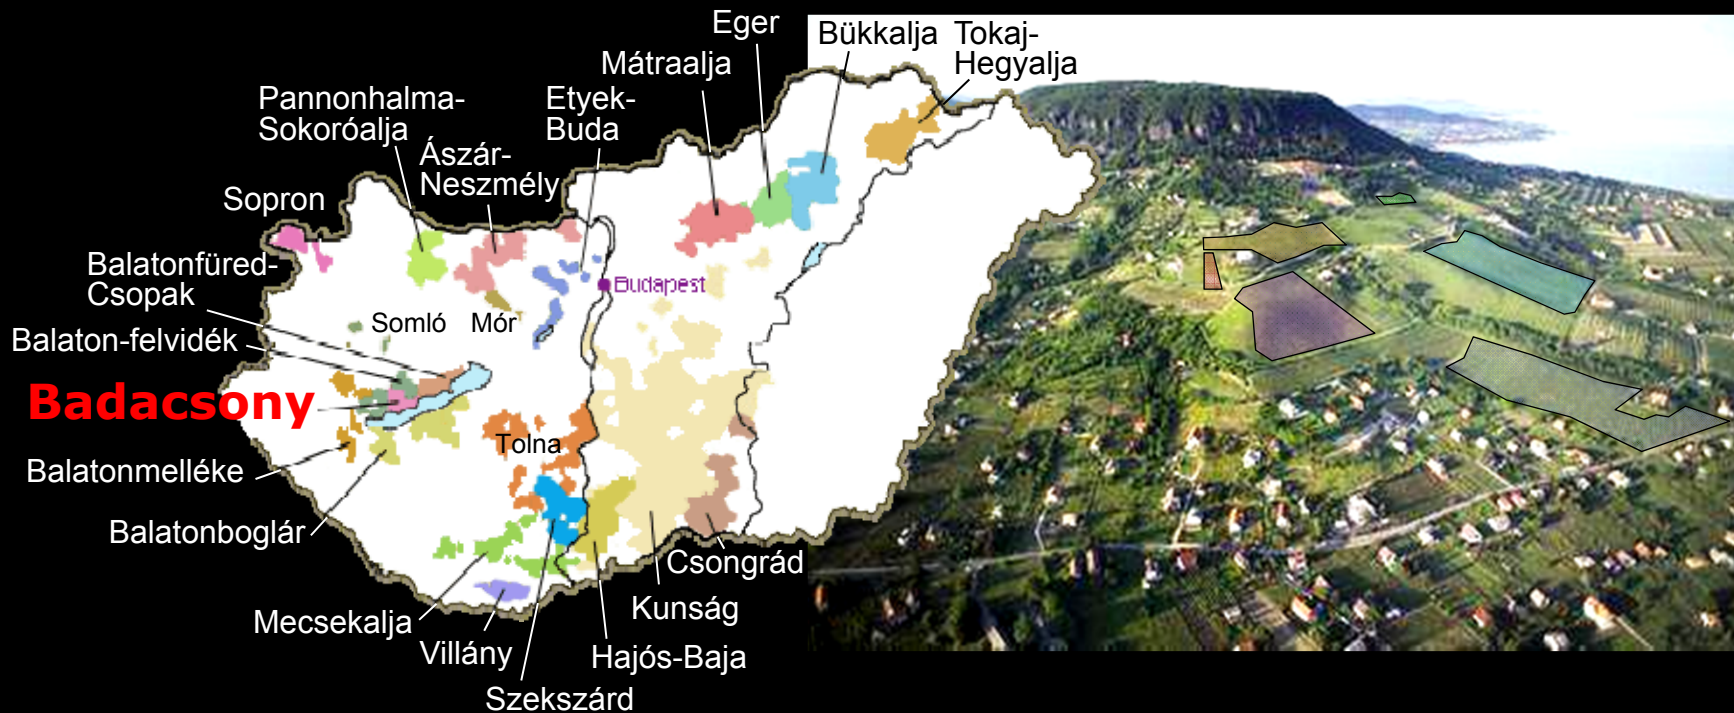 Eger
Bükkalja
Tokaj-
Hegyalja
Mátraalja
Pannonhalma-
Sokoróalja
Etyek-
Buda
Ászár-
Neszmély
Sopron
Balatonfüred-
Csopak
Budapest
Somló
Mór
Balaton-felvidék
Badacsony
Tolna
Balatonmelléke
Balatonboglár
Csongrád
Kunság
Mecsekalja
Villány
Hajós-Baja
Szekszárd